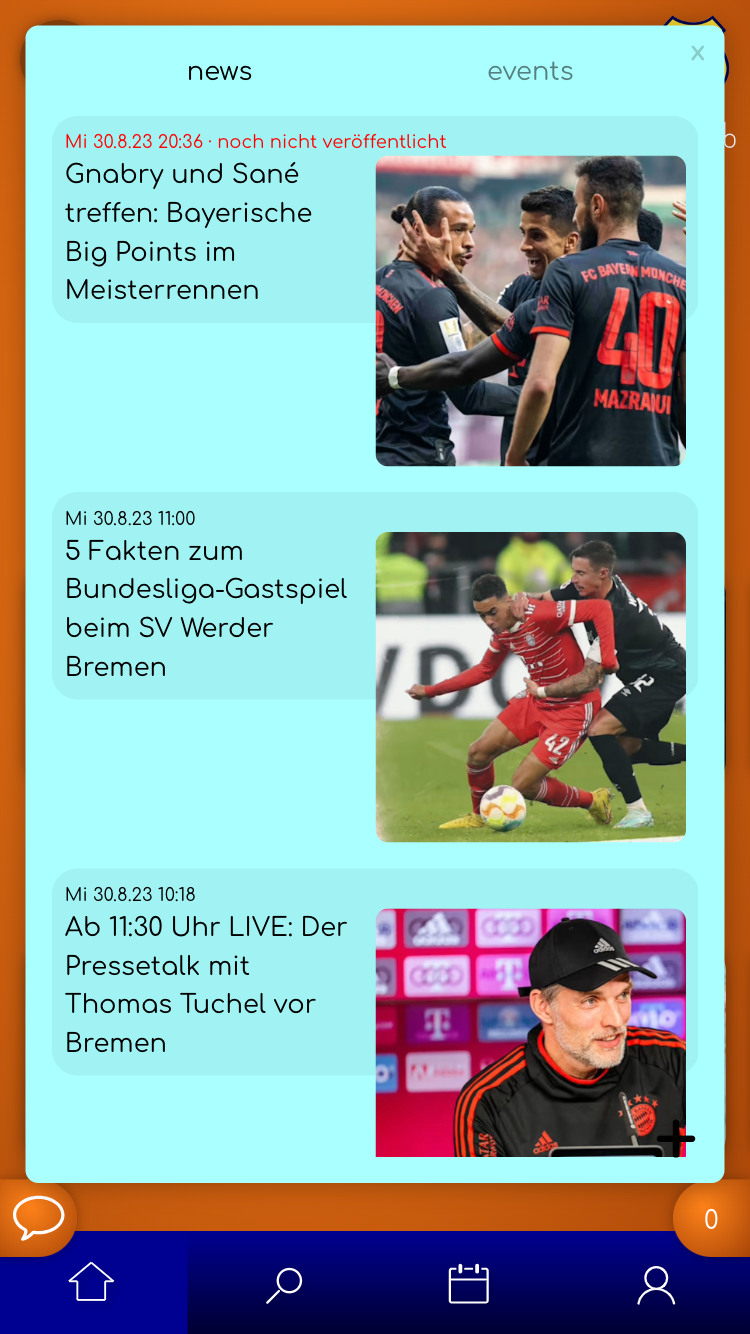 news
events
x
b
Mi 30.8.23 20:36 · noch nicht veröffentlicht
Gnabry und Sané
treffen: Bayerische
Big Points im
Meisterrennen
FC BAYERN MÜNCHE
40
MAZRAOUI
Mi 30.8.23 11:00
5 Fakten zum
Bundesliga-Gastspiel
beim SV Werder
Bremen
42
Mi 30.8.23 10:18
Ab 11:30 Uhr LIVE: Der
Pressetalk mit
Thomas Tuchel vor
Bremen
adidas
0